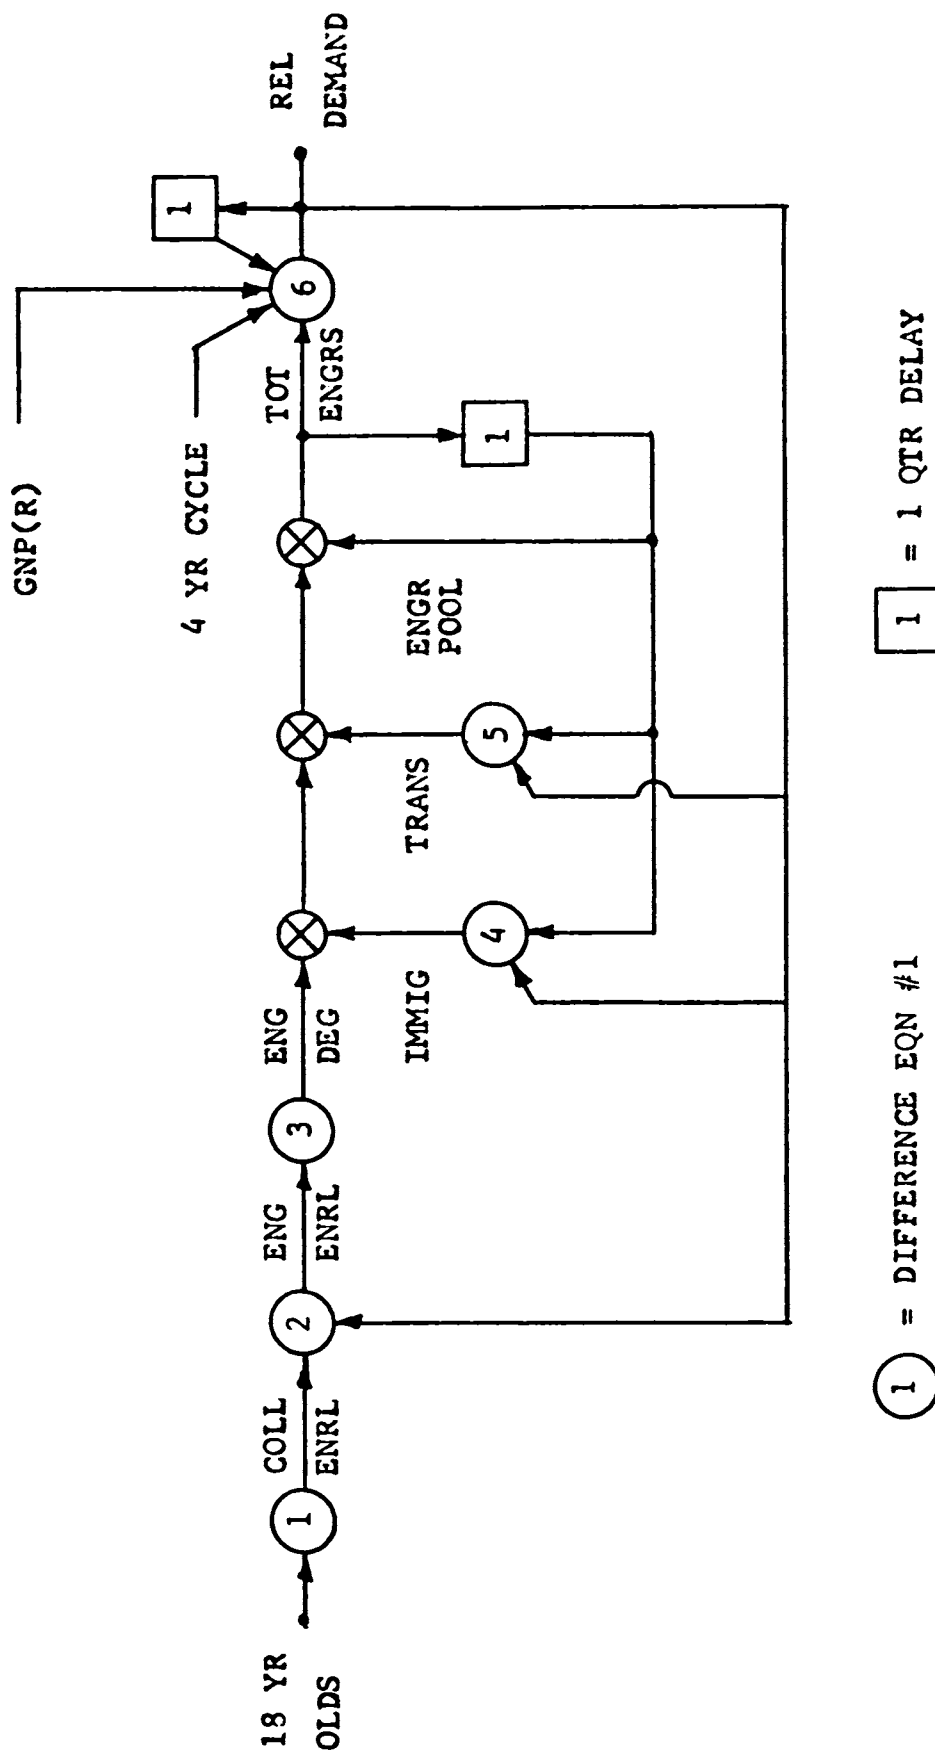 GNP(R)
4 YR CYCLE
1
18 YR
OLDS
1
COLL
ENRL
2
ENG
ENRL
3
ENG
DEG
TOT
ENGRS
6
REL
DEMAND
IMMIG
4
TRANS
5
ENGR
POOL
1
1 = DIFFERENCE EQN #1
1 = 1 QTR DELAY